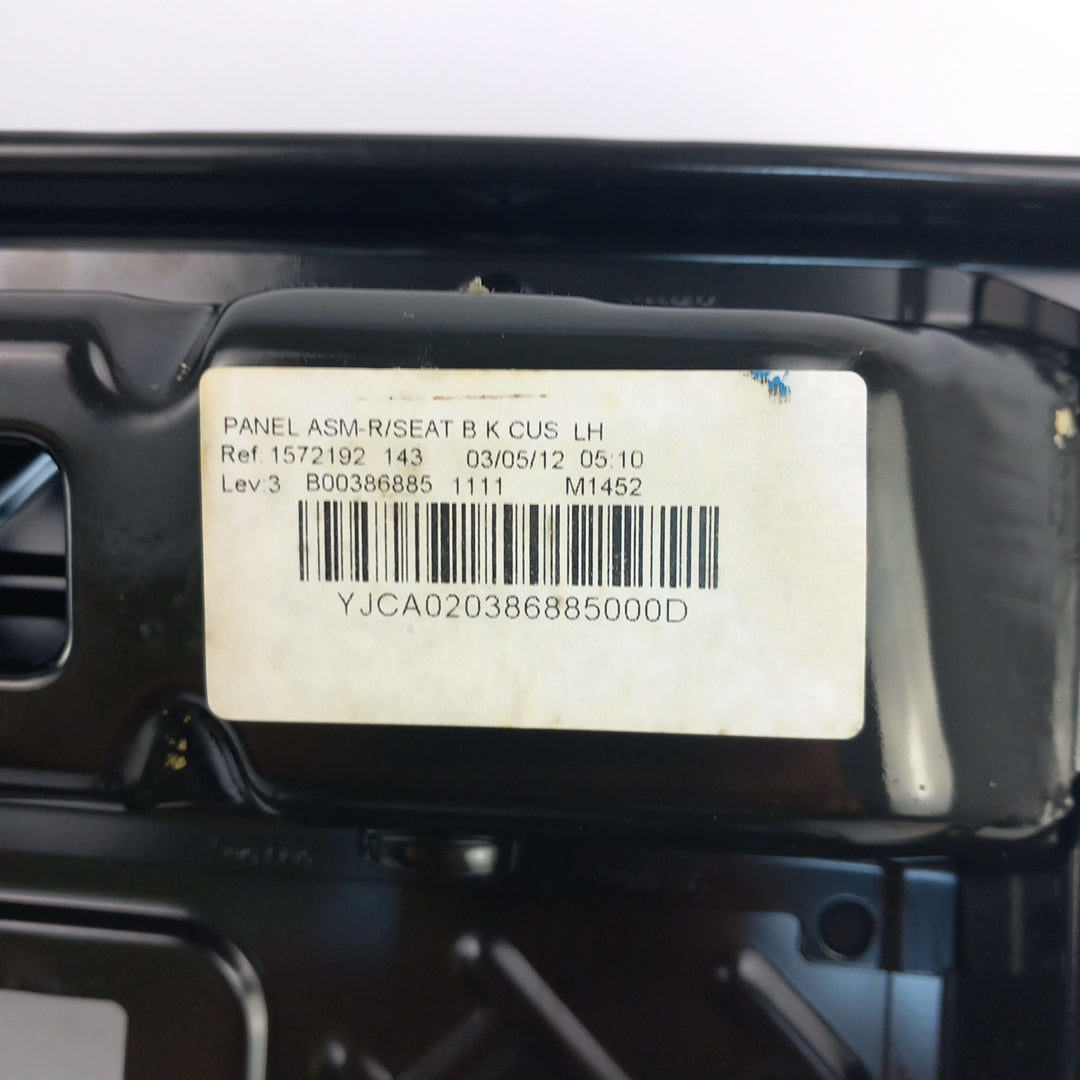 PANEL ASM-R/SEAT B K CUS LH
Ref. 1572192 143 03/05/12 05:10
Lev:3 B00386885 1111 M1452
YJCA020386885000D